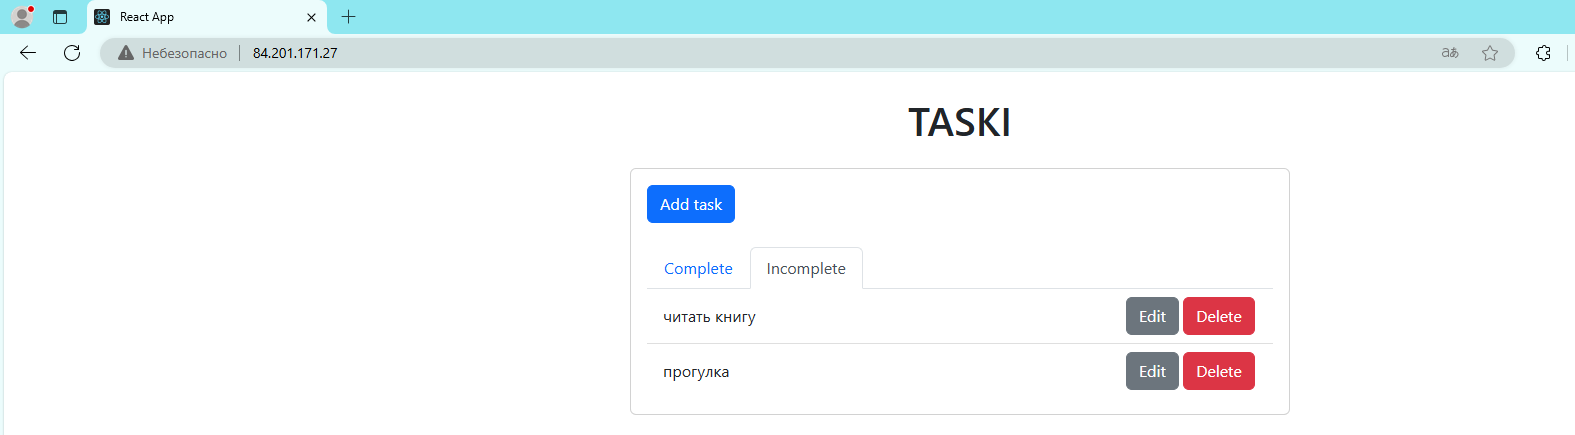 React App
Небезопасно 84.201.171.27
TASKI
Add task
Complete Incomplete
читать книгу Edit Delete
прогулка Edit Delete